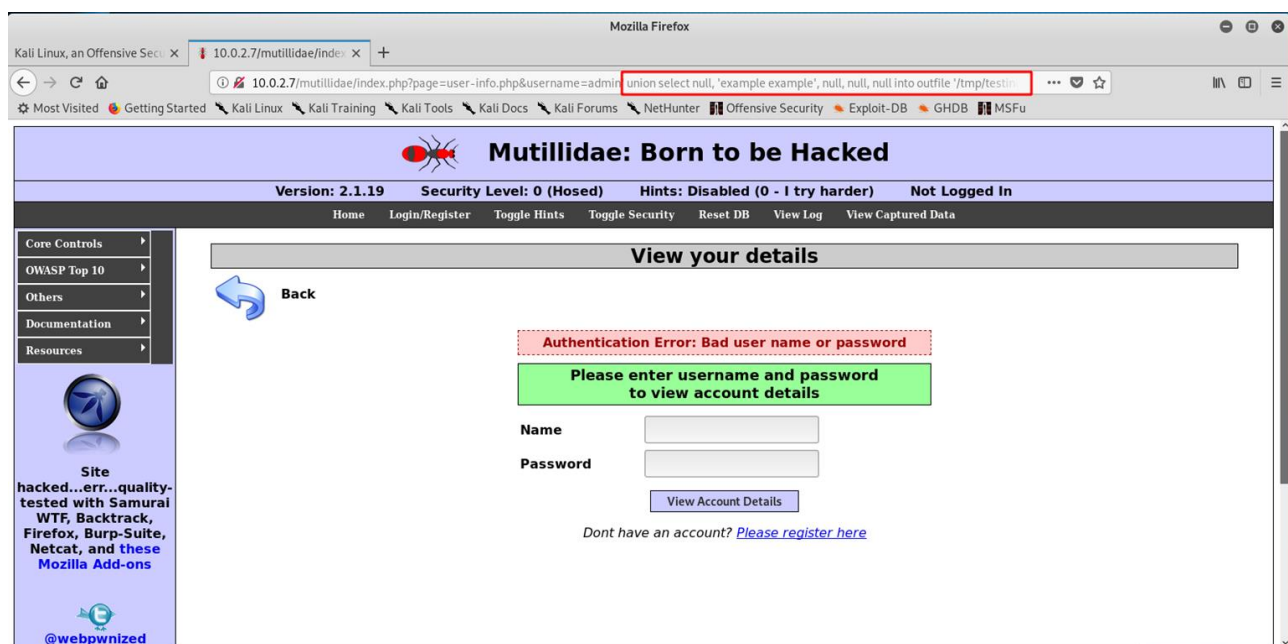 Mozilla Firefox
Kali Linux, an Offensive Secu
10.0.2.7/mutillidae/index
10.0.2.7/mutillidae/index.php?page=user-info.php&username=admin union select null, 'example example', null, null, null into outfile '/tmp/testin
Most Visited Getting Started Kali Linux Kali Training Kali Tools Kali Docs Kali Forums NetHunter Offensive Security Exploit-DB GHDB MSFu
Mutillidae: Born to be Hacked
Version: 2.1.19 Security Level: 0 (Hosed) Hints: Disabled (0 - I try harder) Not Logged In
Home Login/Register Toggle Hints Toggle Security Reset DB View Log View Captured Data
Core Controls
OWASP Top 10
Others
Documentation
Resources
Site
hacked...err...quality-
tested with Samurai
WTF, Backtrack,
Firefox, Burp-Suite,
Netcat, and these
Mozilla Add-ons
@webpwnized
View your details
Back
Authentication Error: Bad user name or password
Please enter username and password
to view account details
Name
Password
View Account Details
Dont have an account? Please register here